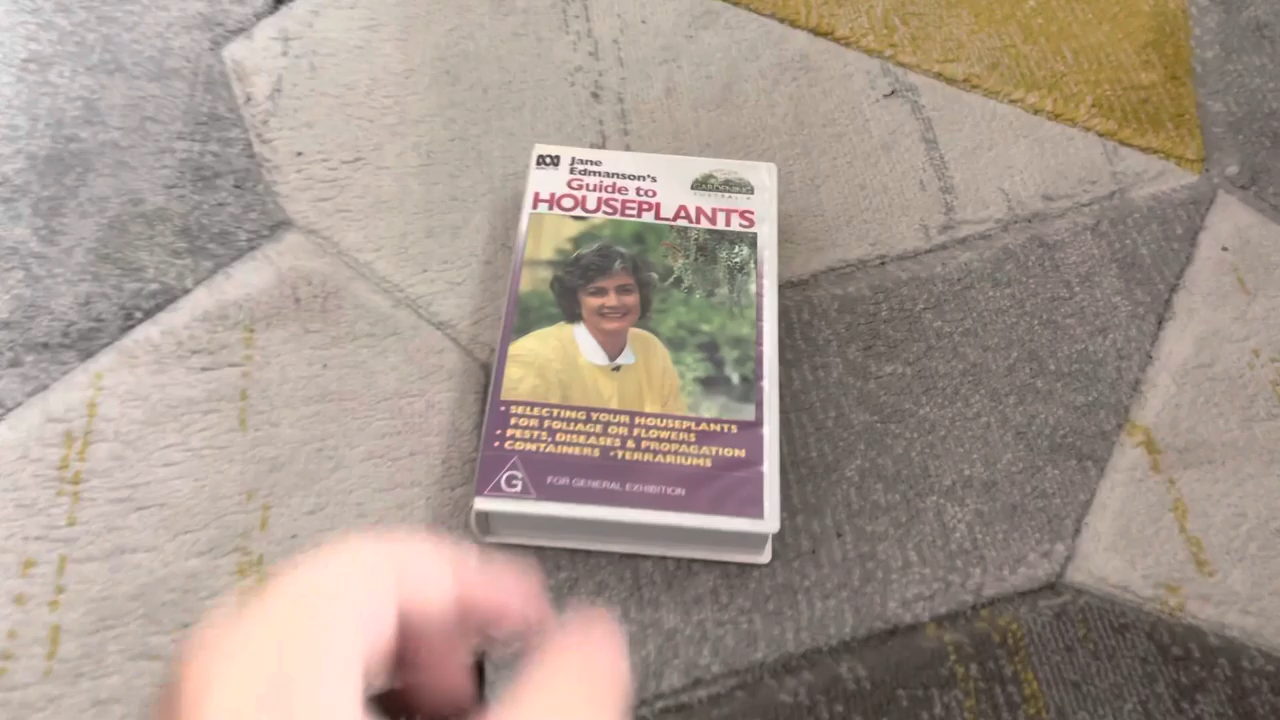 ABC
Jane
Edmanson's
Guide to
HOUSEPLANTS
GARDENING
AUSTRALIA
• SELECTING YOUR HOUSEPLANTS
FOR FOLIAGE OR FLOWERS
• PESTS, DISEASES & PROPAGATION
• CONTAINERS • TERRARIUMS
G
FOR GENERAL EXHIBITION